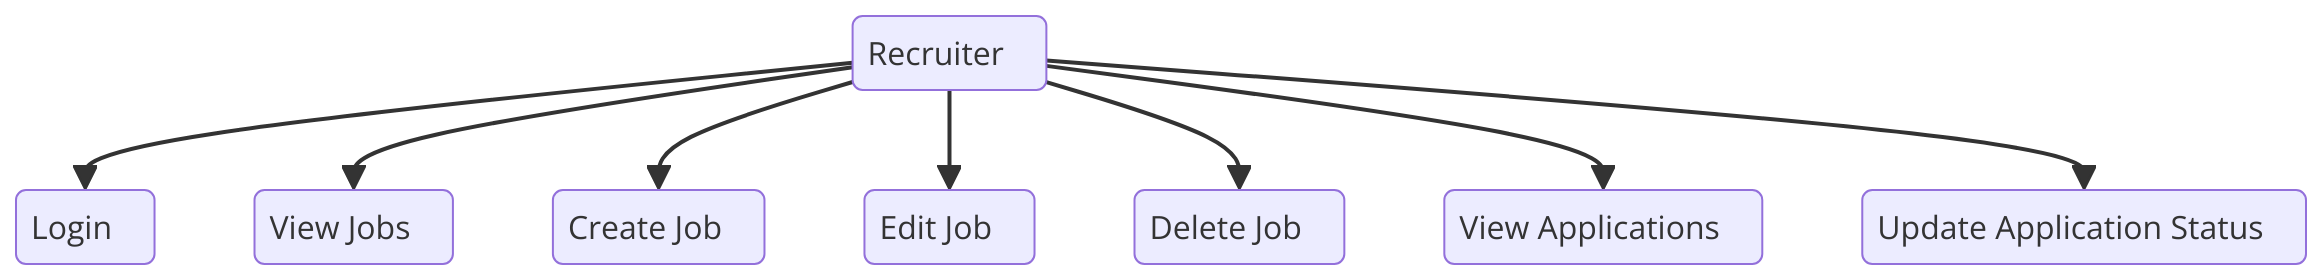 Recruiter
Login
View Jobs
Create Job
Edit Job
Delete Job
View Applications
Update Application Status